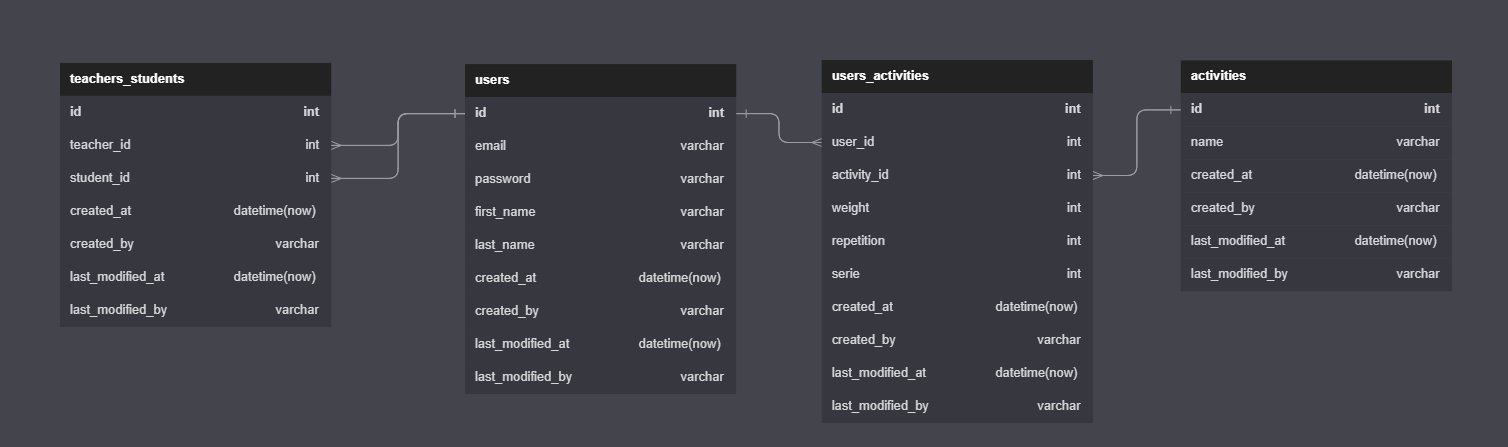 teachers_students
id int
teacher_id int
student_id int
created_at datetime(now)
created_by varchar
last_modified_at datetime(now)
last_modified_by varchar
users
id int
email varchar
password varchar
first_name varchar
last_name varchar
created_at datetime(now)
created_by varchar
last_modified_at datetime(now)
last_modified_by varchar
users_activities
id int
user_id int
activity_id int
weight int
repetition int
serie int
created_at datetime(now)
created_by varchar
last_modified_at datetime(now)
last_modified_by varchar
activities
id int
name varchar
created_at datetime(now)
created_by varchar
last_modified_at datetime(now)
last_modified_by varchar